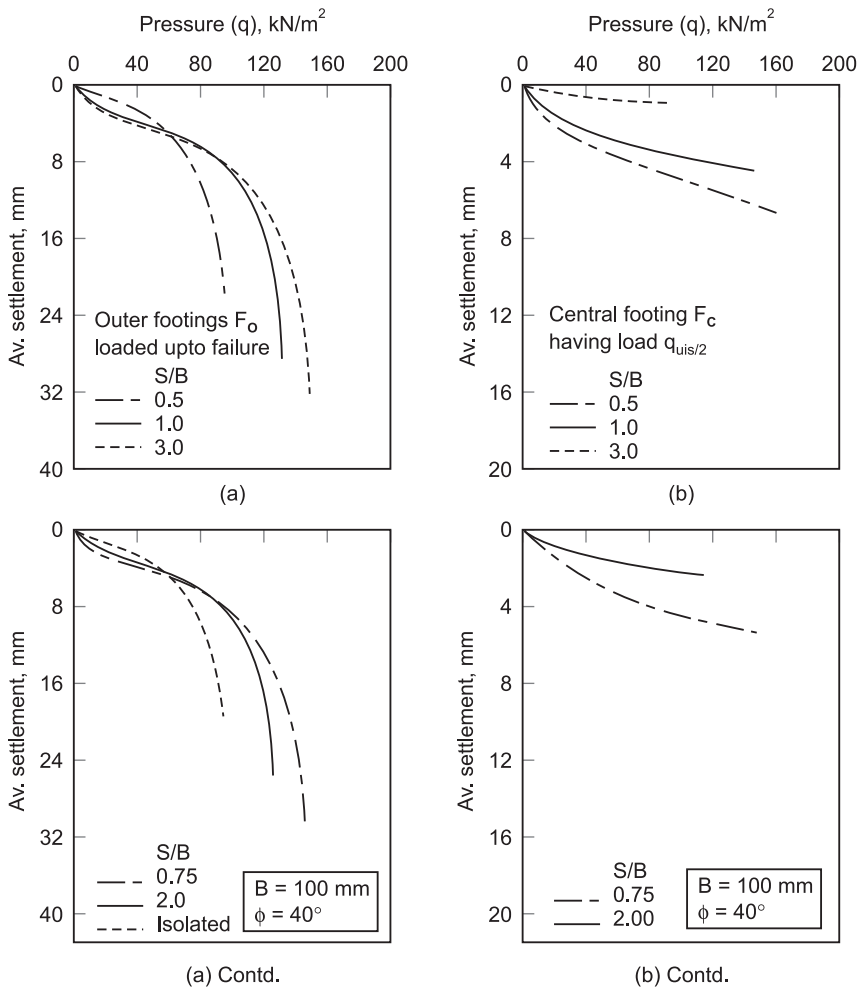 Pressure (q), kN/m²
0 40 80 120 160 200
0
8
16
24
32
40
Av. settlement, mm
Outer footings Fo
loaded upto failure
S/B
0.5
1.0
3.0
(a)
Pressure (q), kN/m²
0 40 80 120 160 200
0
4
8
12
16
20
Av. settlement, mm
Central footing Fc
having load quis/2
S/B
0.5
1.0
3.0
(b)
0
8
16
24
32
40
Av. settlement, mm
S/B
0.75
2.0
Isolated
B = 100 mm
ϕ = 40°
(a) Contd.
0
4
8
12
16
20
Av. settlement, mm
S/B
0.75
2.00
B = 100 mm
ϕ = 40°
(b) Contd.